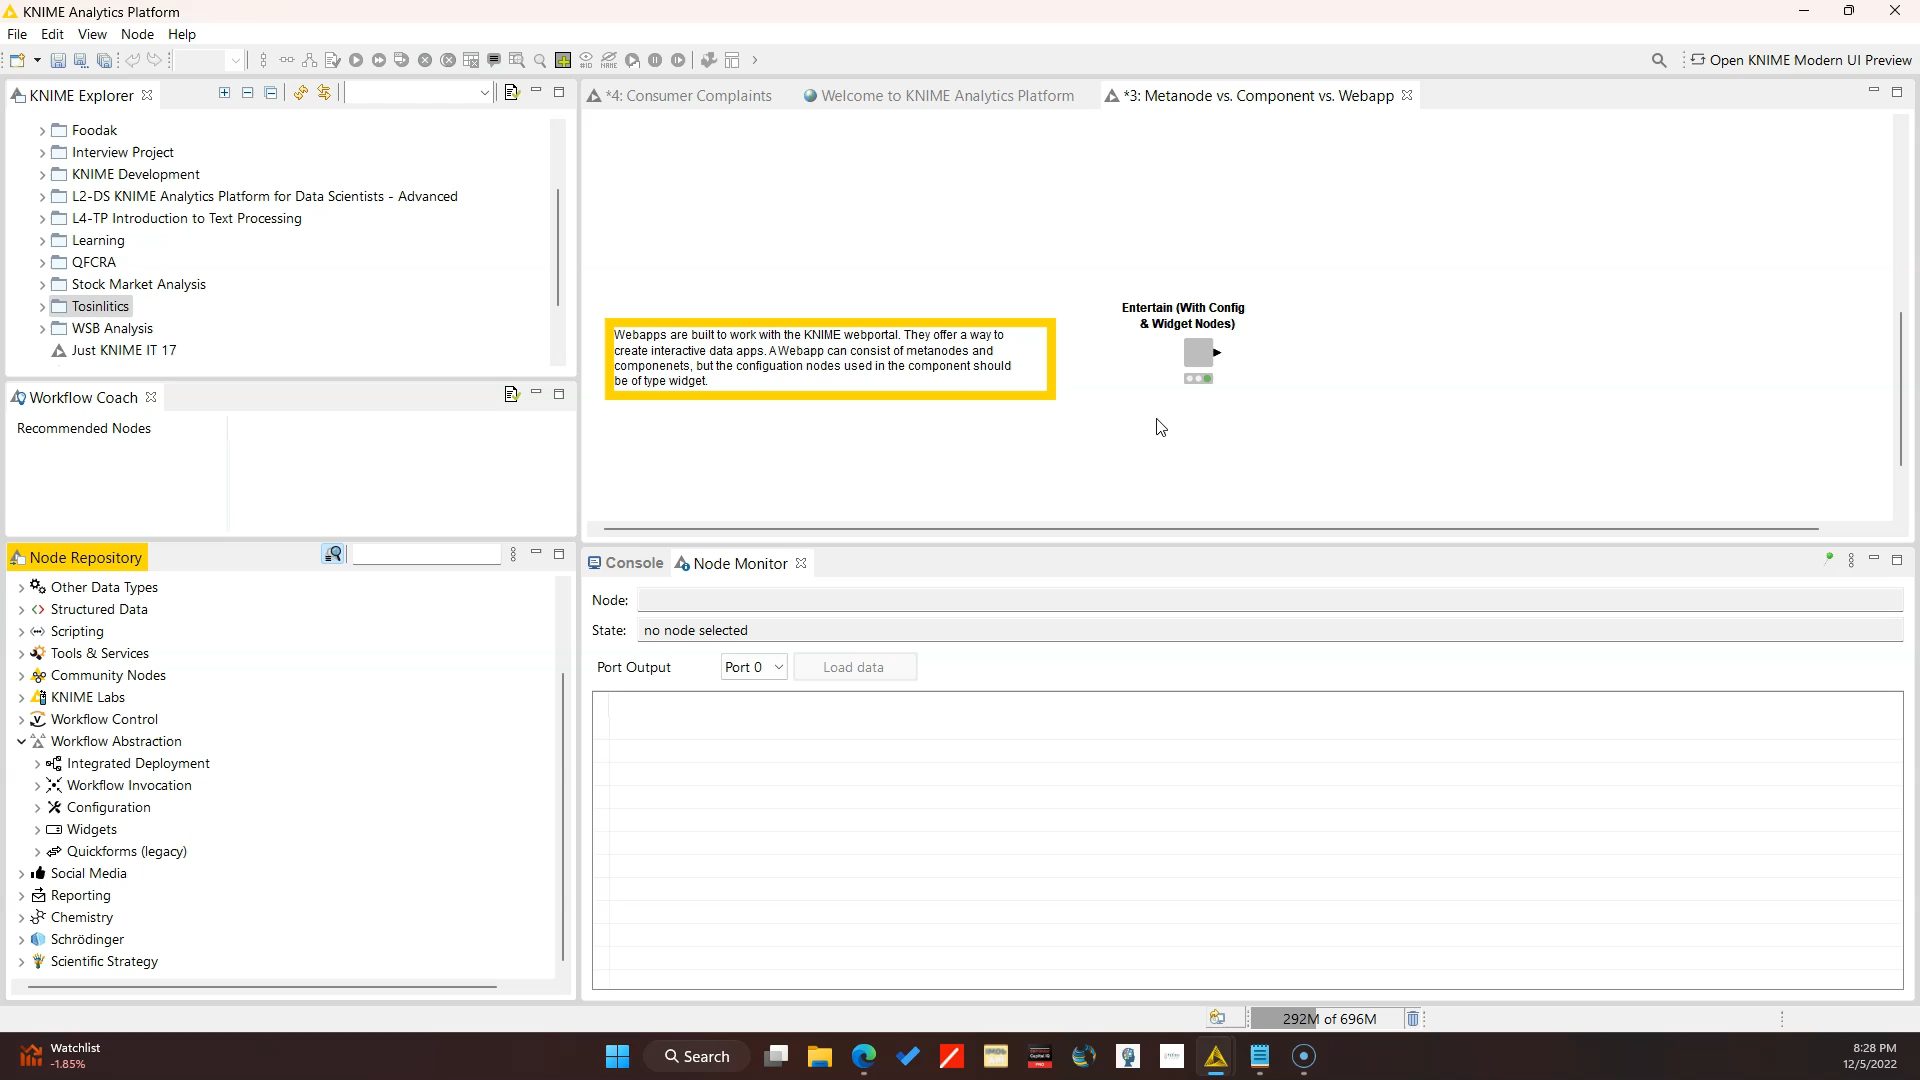 KNIME Analytics Platform
File Edit View Node Help
Open KNIME Modern UI Preview
KNIME Explorer
Foodak
Interview Project
KNIME Development
L2-DS KNIME Analytics Platform for Data Scientists - Advanced
L4-TP Introduction to Text Processing
Learning
QFCRA
Stock Market Analysis
Tosinlitics
WSB Analysis
Just KNIME IT 17
Workflow Coach
Recommended Nodes
Node Repository
Other Data Types
Structured Data
Scripting
Tools & Services
Community Nodes
KNIME Labs
Workflow Control
Workflow Abstraction
Integrated Deployment
Workflow Invocation
Configuration
Widgets
Quickforms (legacy)
Social Media
Reporting
Chemistry
Schrödinger
Scientific Strategy
*4: Consumer Complaints Welcome to KNIME Analytics Platform *3: Metanode vs. Component vs. Webapp
Webapps are built to work with the KNIME webportal. They offer a way to
create interactive data apps. A Webapp can consist of metanodes and
componenets, but the configuation nodes used in the component should
be of type widget.
Entertain (With Config
& Widget Nodes)
Console Node Monitor
Node:
State: no node selected
Port Output Port 0 Load data
292M of 696M
Watchlist
-1.85%
Search
8:28 PM
12/5/2022